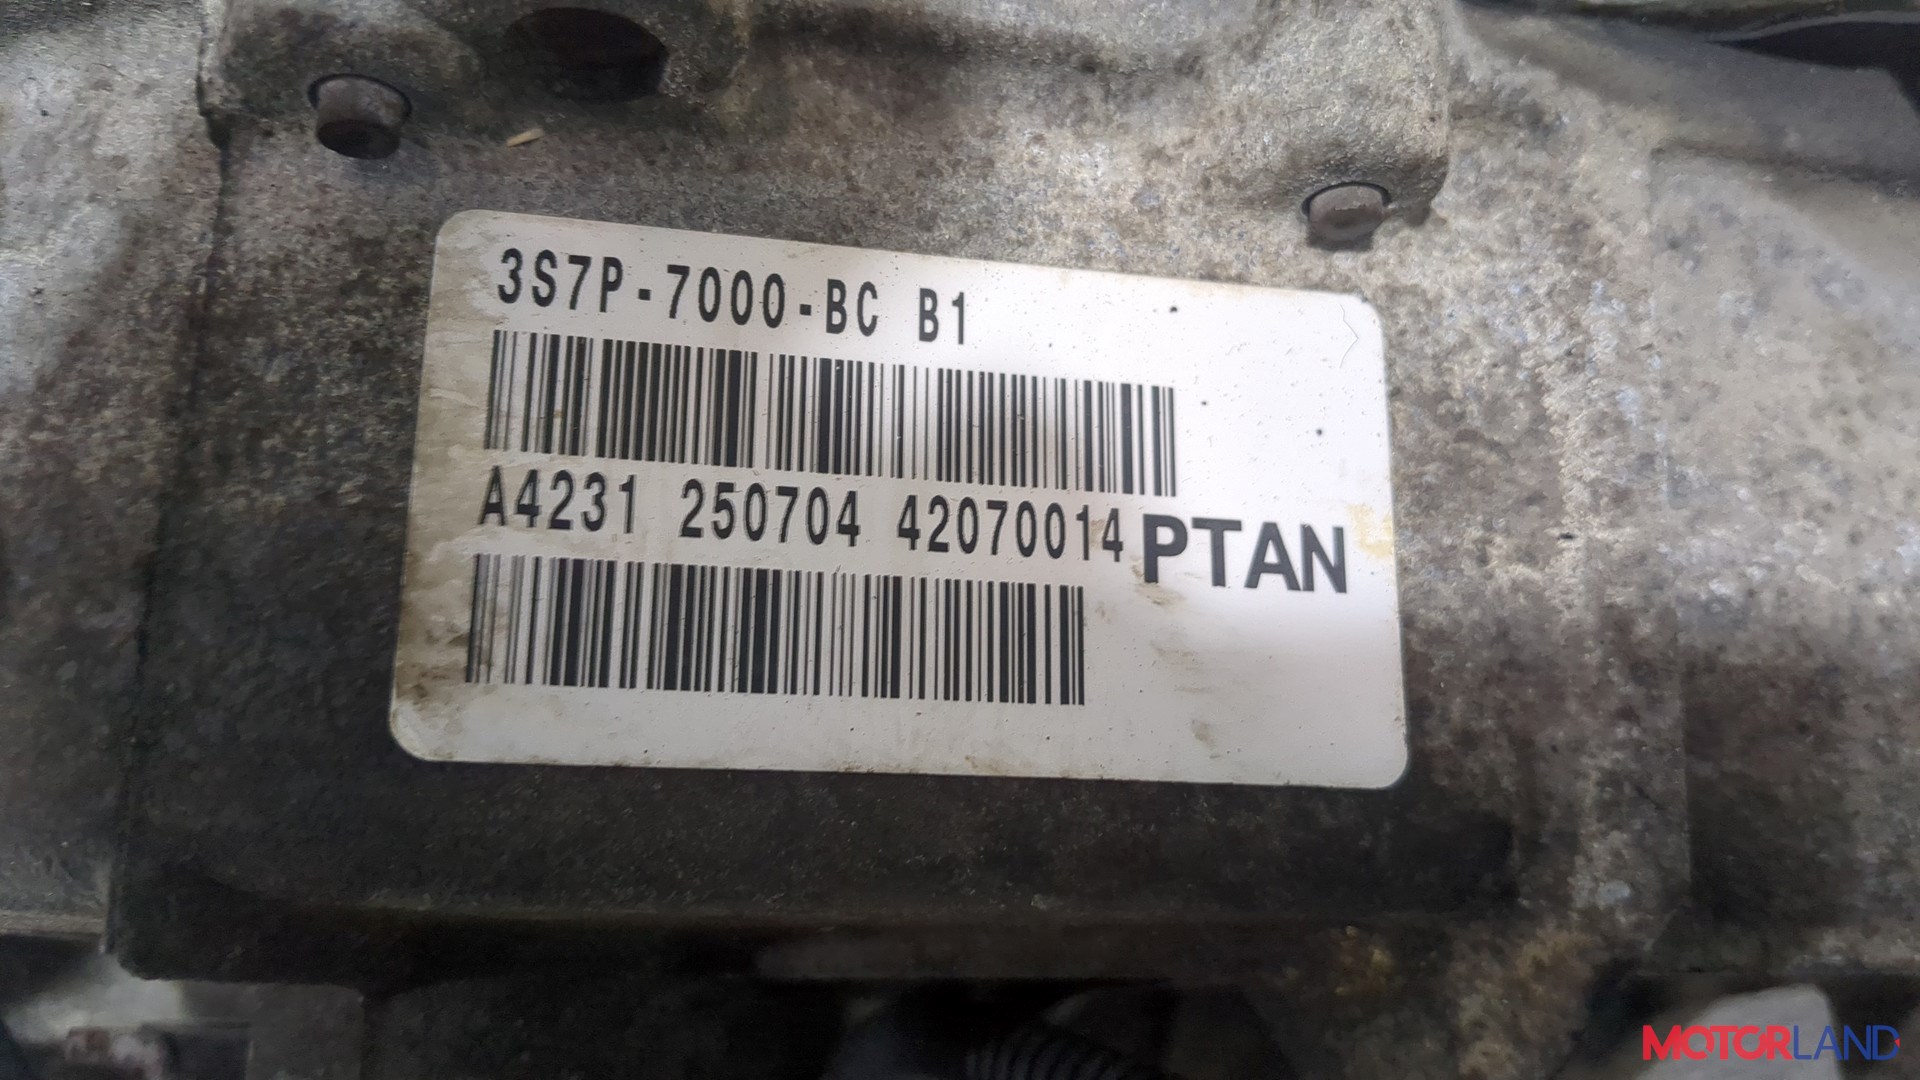 3S7P-7000-BC B1
A4231 250704 42070014 PTAN
MOTORLAND